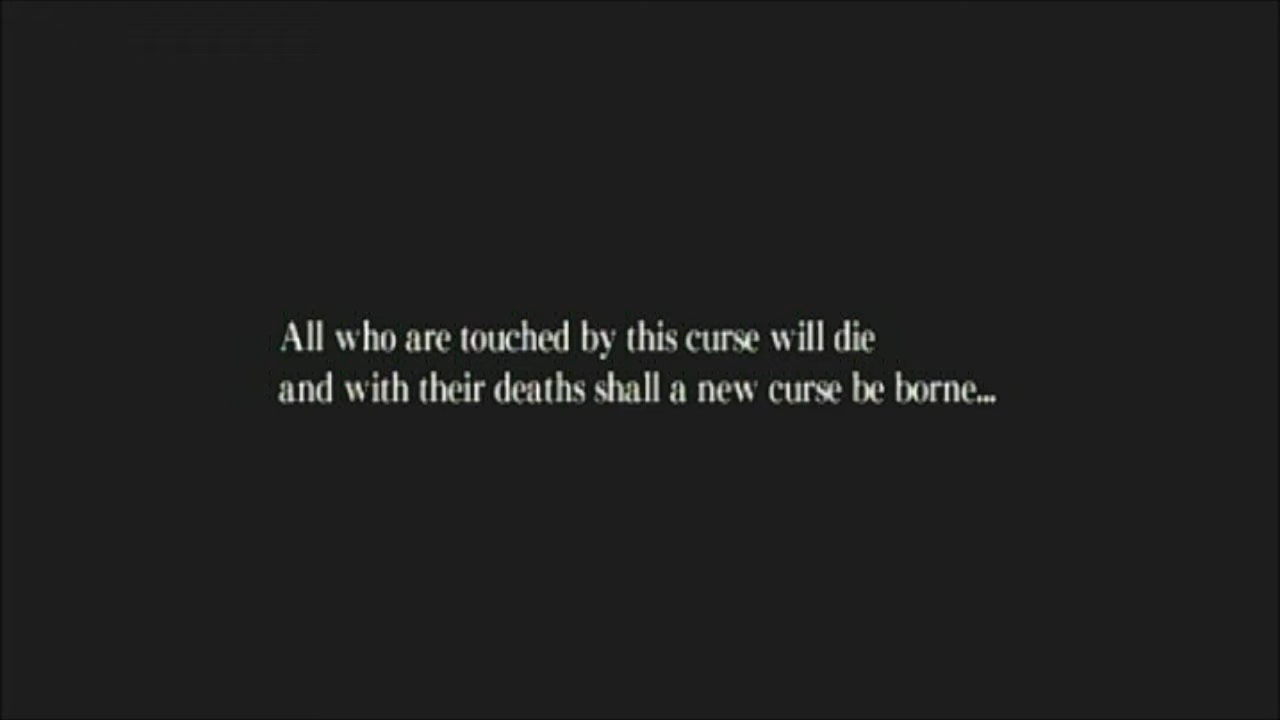 All who are touched by this curse will die
and with their deaths shall a new curse be borne...